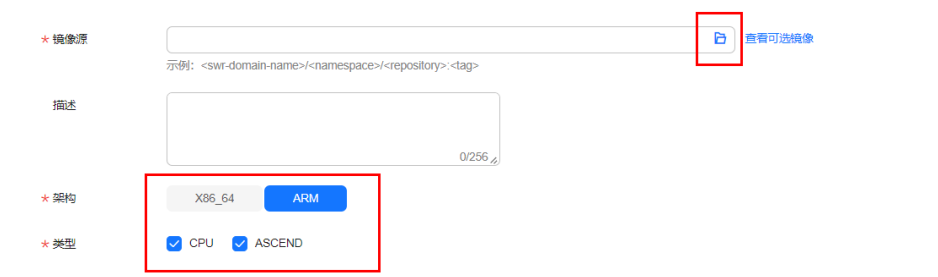 * 镜像源 查看可选镜像
示例：<swr-domain-name>/<namespace>/<repository>:<tag>
描述
0/256
* 架构 X86_64 ARM
* 类型 CPU ASCEND